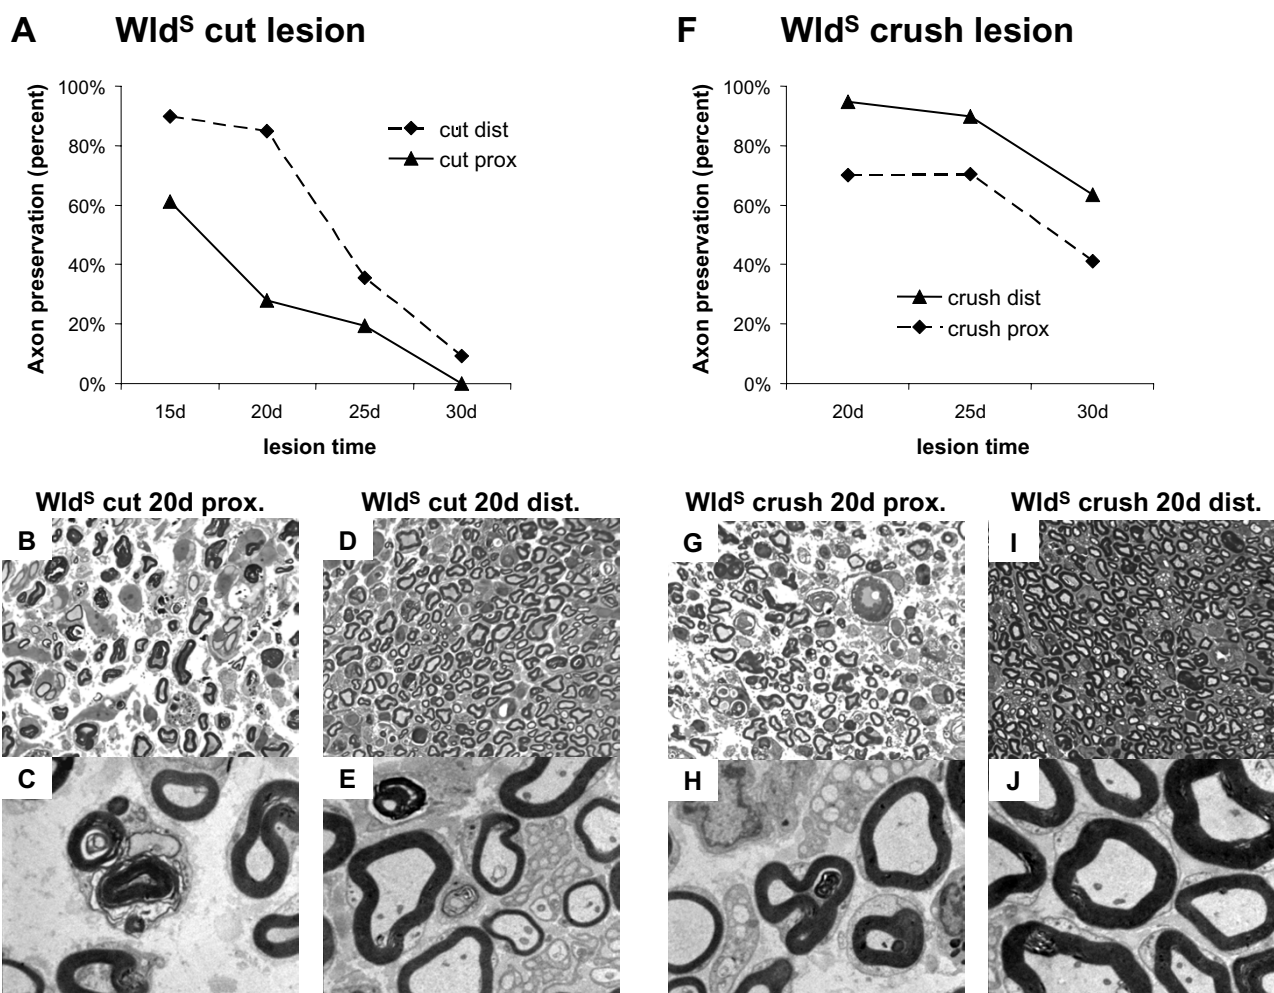 A WldS cut lesion
Axon preservation (percent)
100%
80%
60%
40%
20%
0%
15d 20d 25d 30d
lesion time
cut dist
cut prox
F WldS crush lesion
Axon preservation (percent)
100%
80%
60%
40%
20%
0%
20d 25d 30d
lesion time
crush dist
crush prox
WldS cut 20d prox.
B
C
WldS cut 20d dist.
D
E
WldS crush 20d prox.
G
H
WldS crush 20d dist.
I
J